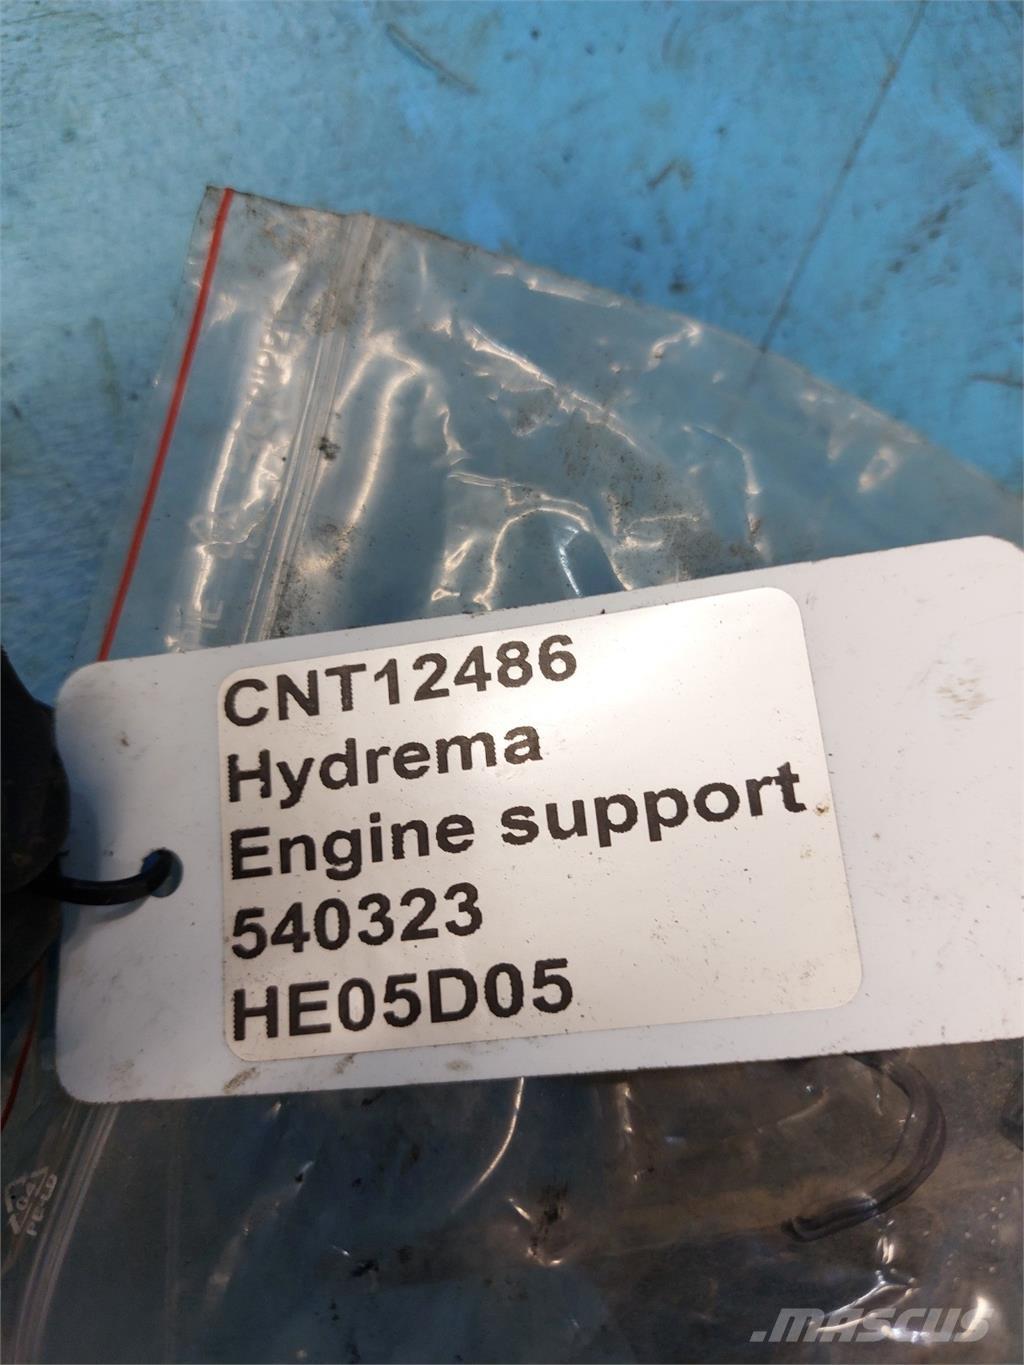 CNT12486
Hydrema
Engine support
540323
HE05D05
.mascus